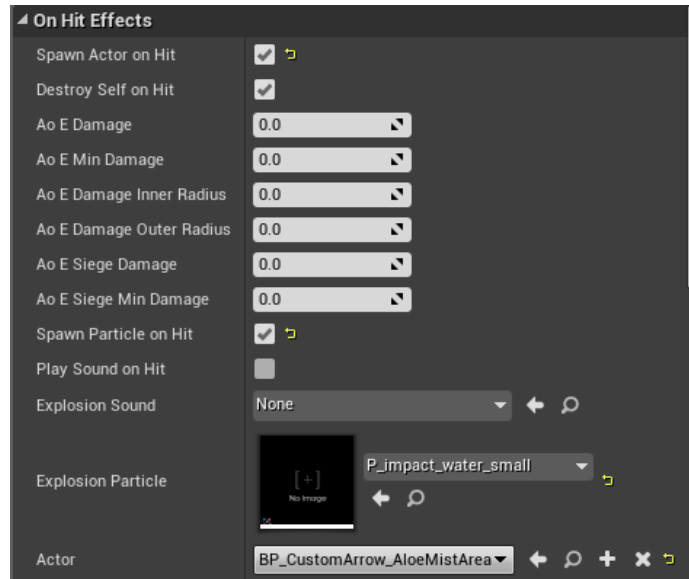 On Hit Effects
Spawn Actor on Hit
Destroy Self on Hit
Ao E Damage 0.0
Ao E Min Damage 0.0
Ao E Damage Inner Radius 0.0
Ao E Damage Outer Radius 0.0
Ao E Siege Damage 0.0
Ao E Siege Min Damage 0.0
Spawn Particle on Hit
Play Sound on Hit
Explosion Sound None
P_impact_water_small
Explosion Particle [+]
No Image
Actor BP_CustomArrow_AloeMistArea